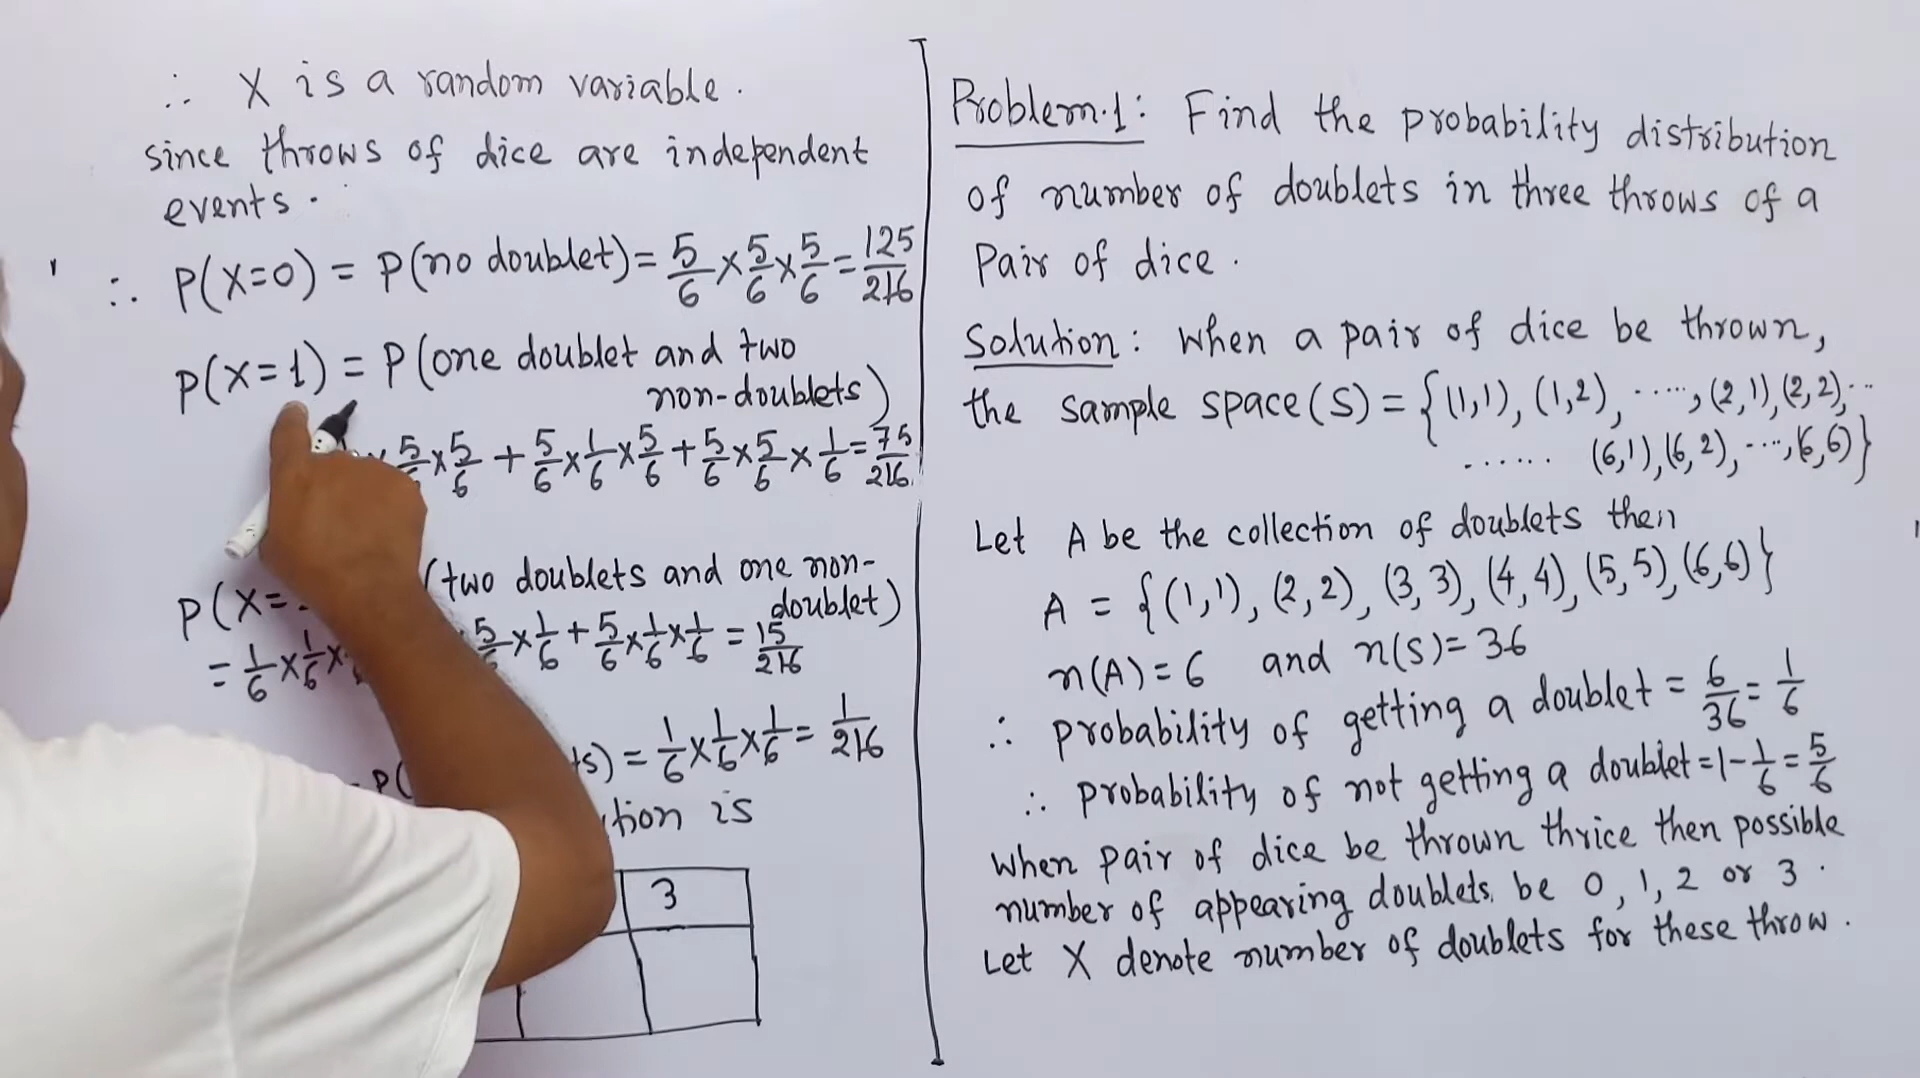 ∴ X is a random variable.
since throws of dice are independent
events.
∴ P(X=0) = P(no doublet) = 5/6 × 5/6 × 5/6 = 125/216
P(X=1) = P(one doublet and two
non-doublets)
× 5/6 × 5/6 + 5/6 × 1/6 × 5/6 + 5/6 × 5/6 × 1/6 = 75/216
P(X= (two doublets and one non-
doublet)
= 1/6 × 1/6 × 5/6 × 1/6 + 5/6 × 1/6 × 1/6 = 15/216
P( ts) = 1/6 × 1/6 × 1/6 = 1/216
tion is
3
Problem.1: Find the probability distribution
of number of doublets in three throws of a
Pair of dice.
Solution: When a pair of dice be thrown,
the sample space(S) = {(1,1), (1,2), ....., (2,1), (2,2), ...
...... (6,1), (6,2), ...., (6,6)}
Let A be the collection of doublets then
A = {(1,1), (2,2), (3,3), (4,4), (5,5), (6,6)}
n(A) = 6 and n(S) = 36
∴ probability of getting a doublet = 6/36 = 1/6
∴ probability of not getting a doublet = 1 - 1/6 = 5/6
When pair of dice be thrown thrice then possible
number of appearing doublets be 0, 1, 2 or 3.
Let X denote number of doublets for these throw.